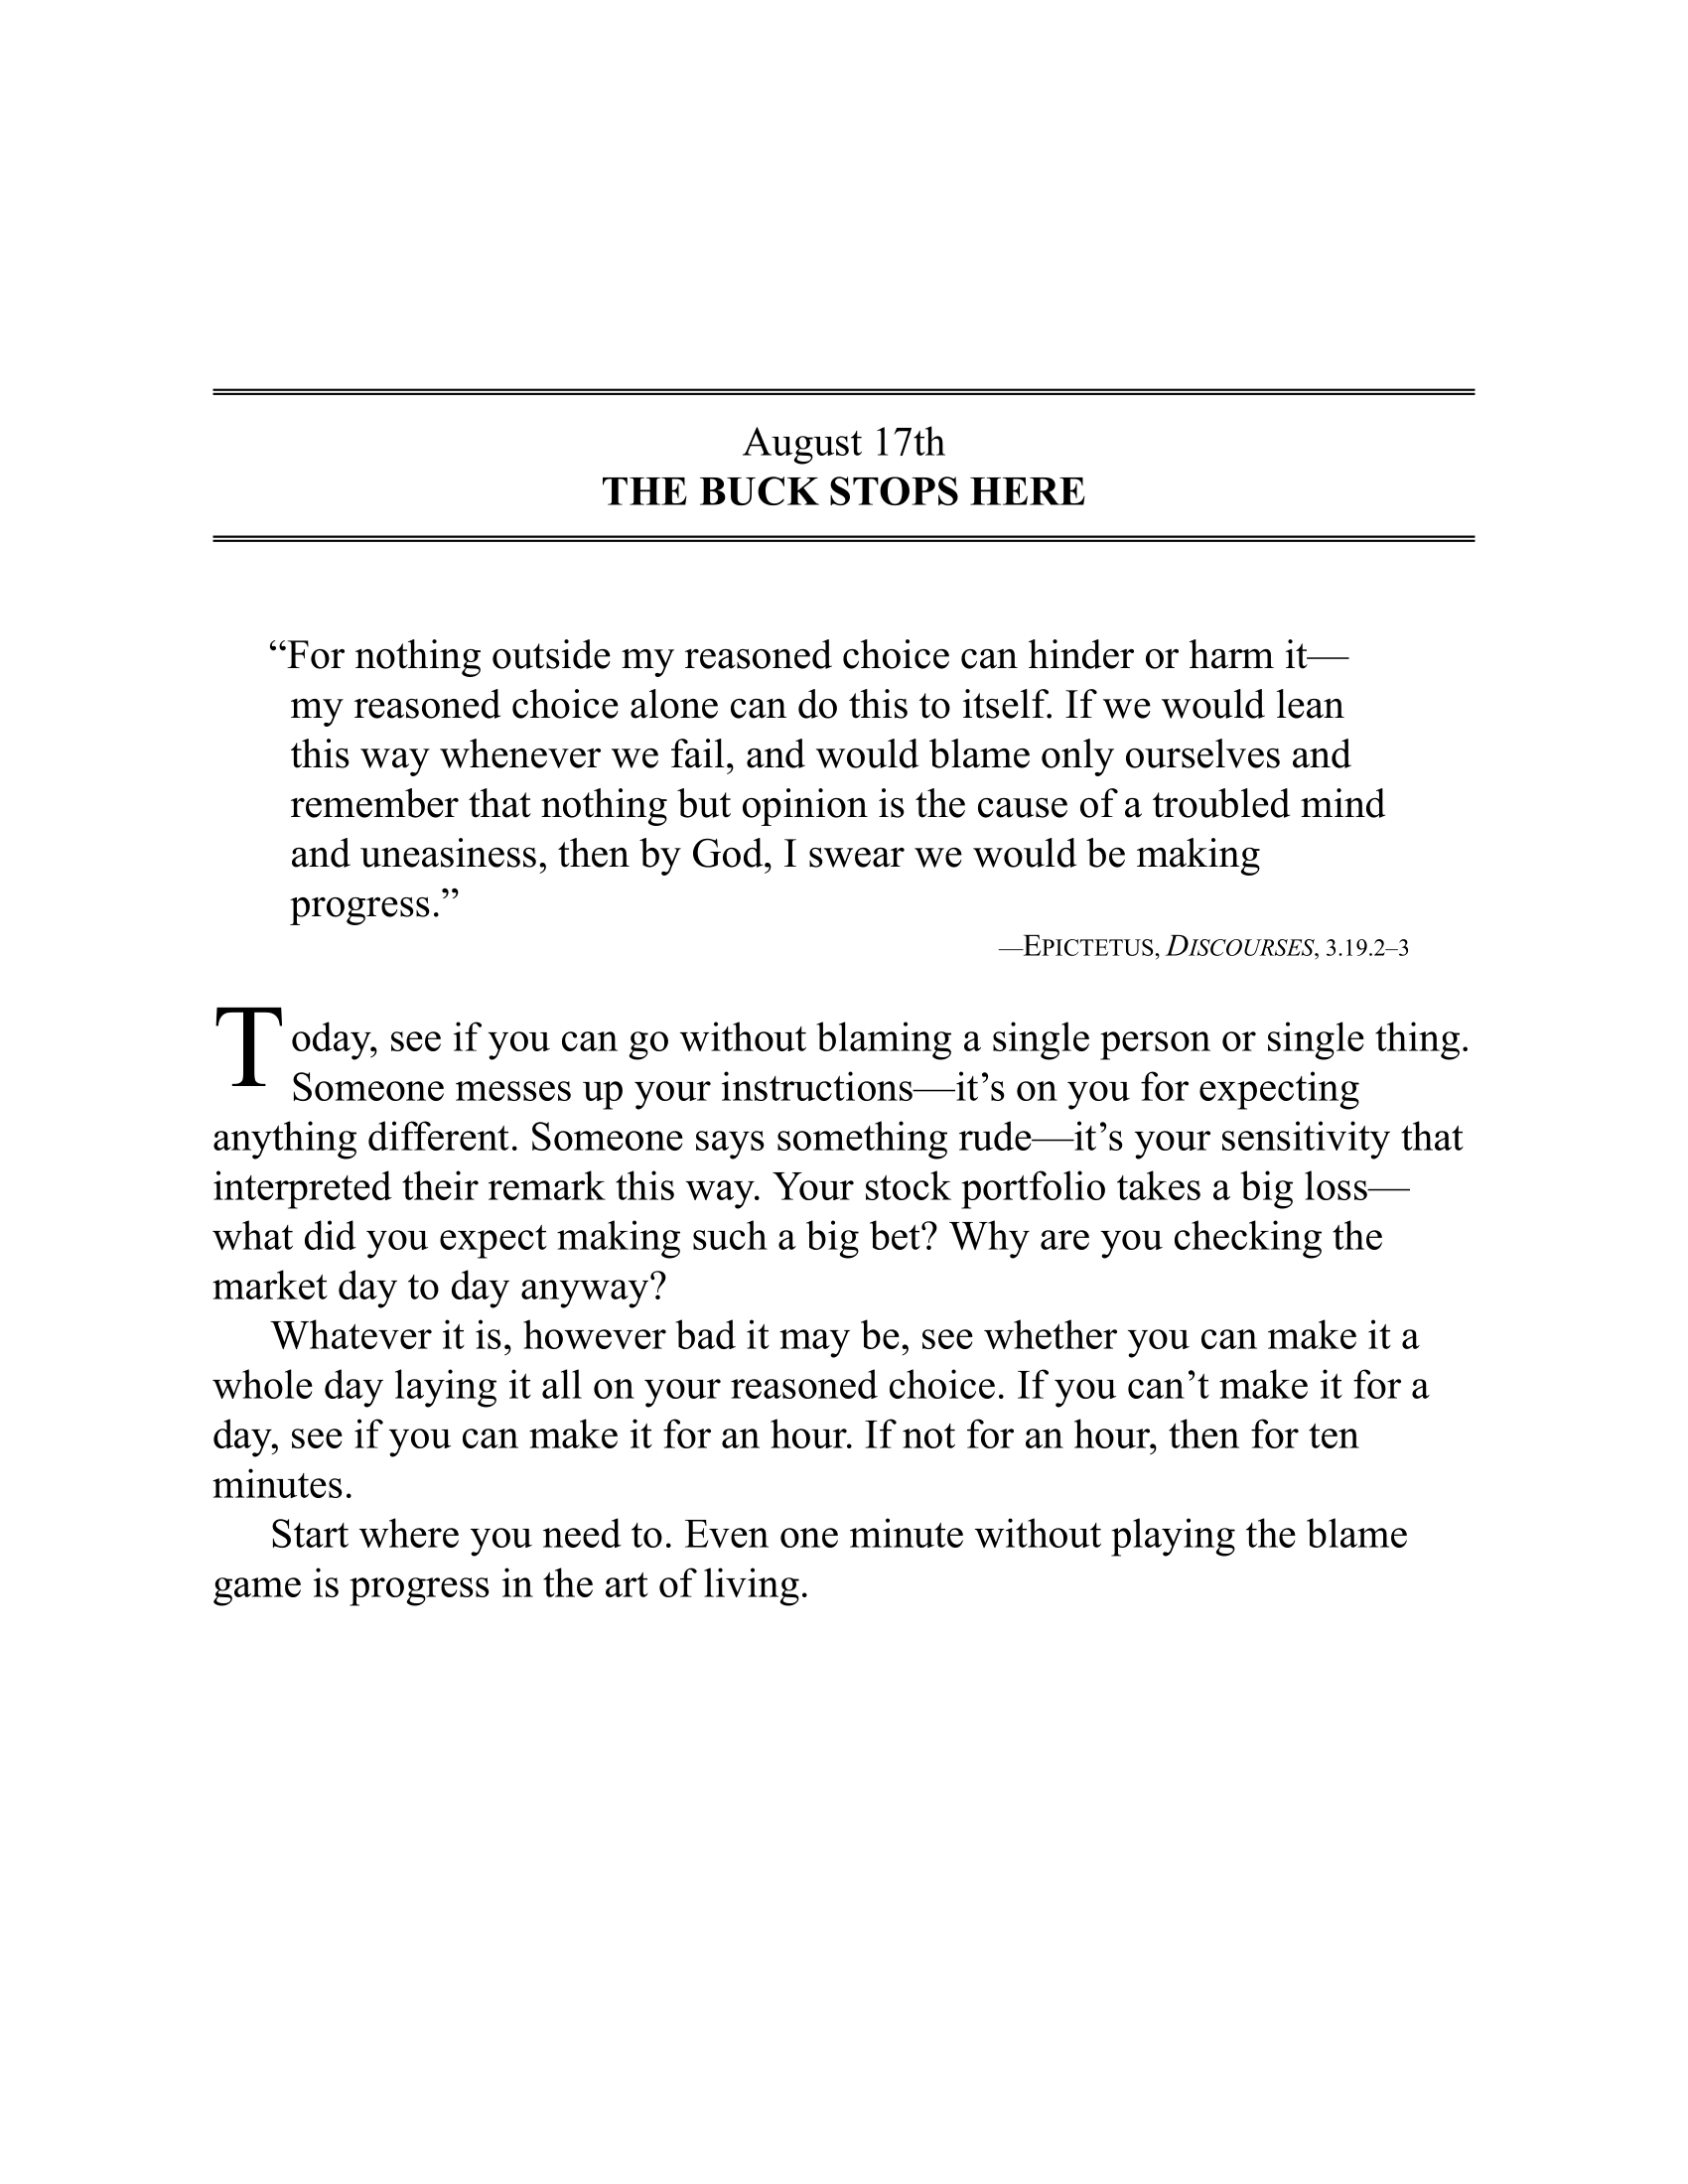 August 17th
THE BUCK STOPS HERE
“For nothing outside my reasoned choice can hinder or harm it—
my reasoned choice alone can do this to itself. If we would lean
this way whenever we fail, and would blame only ourselves and
remember that nothing but opinion is the cause of a troubled mind
and uneasiness, then by God, I swear we would be making
progress.”
—EPICTETUS, DISCOURSES, 3.19.2–3
Today, see if you can go without blaming a single person or single thing.
Someone messes up your instructions—it’s on you for expecting
anything different. Someone says something rude—it’s your sensitivity that
interpreted their remark this way. Your stock portfolio takes a big loss—
what did you expect making such a big bet? Why are you checking the
market day to day anyway?
Whatever it is, however bad it may be, see whether you can make it a
whole day laying it all on your reasoned choice. If you can’t make it for a
day, see if you can make it for an hour. If not for an hour, then for ten
minutes.
Start where you need to. Even one minute without playing the blame
game is progress in the art of living.